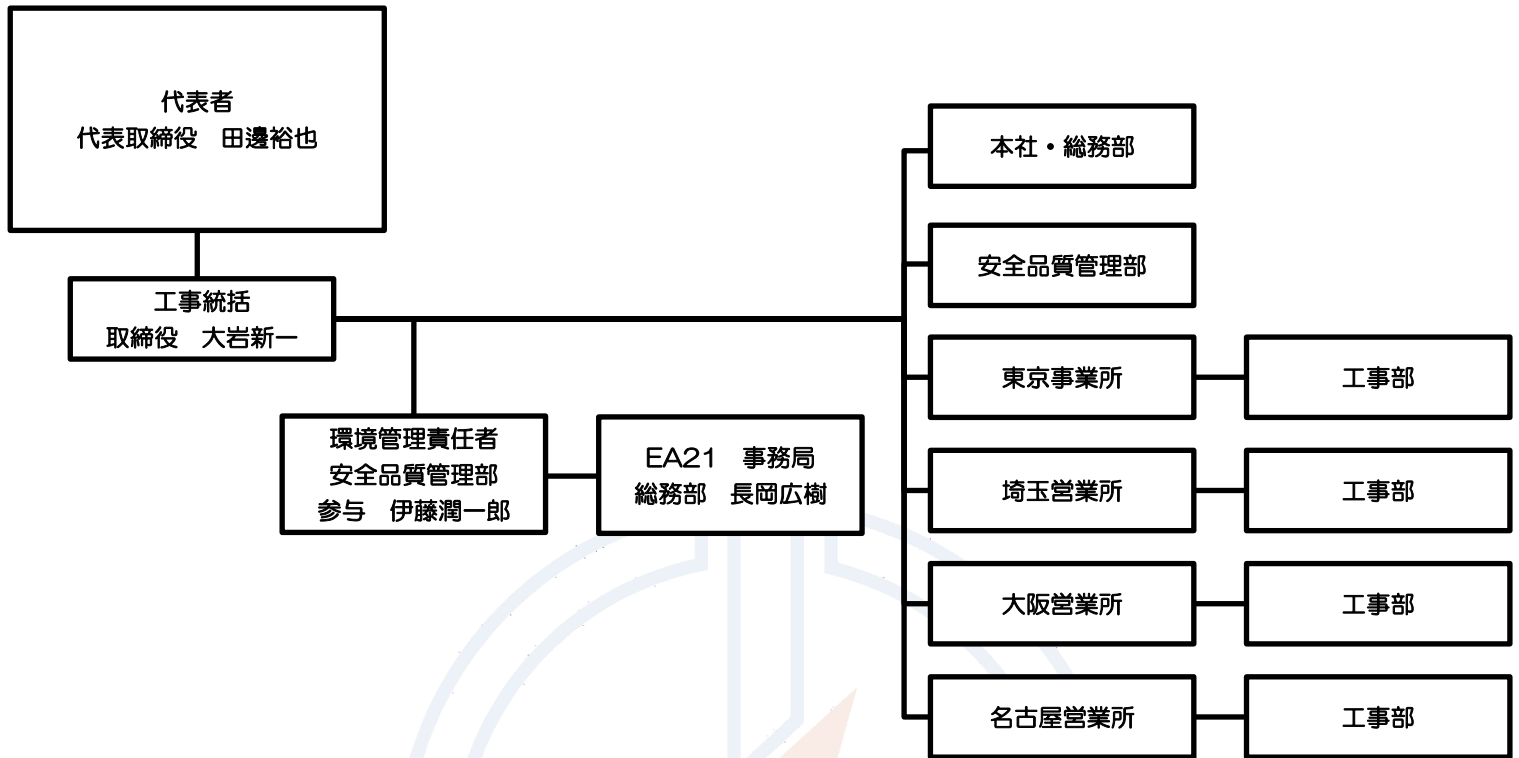 代表者
代表取締役　田邊裕也
工事統括
取締役　大岩新一
環境管理責任者
安全品質管理部
参与　伊藤潤一郎
EA21　事務局
総務部　長岡広樹
本社・総務部
安全品質管理部
東京事業所
工事部
埼玉営業所
工事部
大阪営業所
工事部
名古屋営業所
工事部